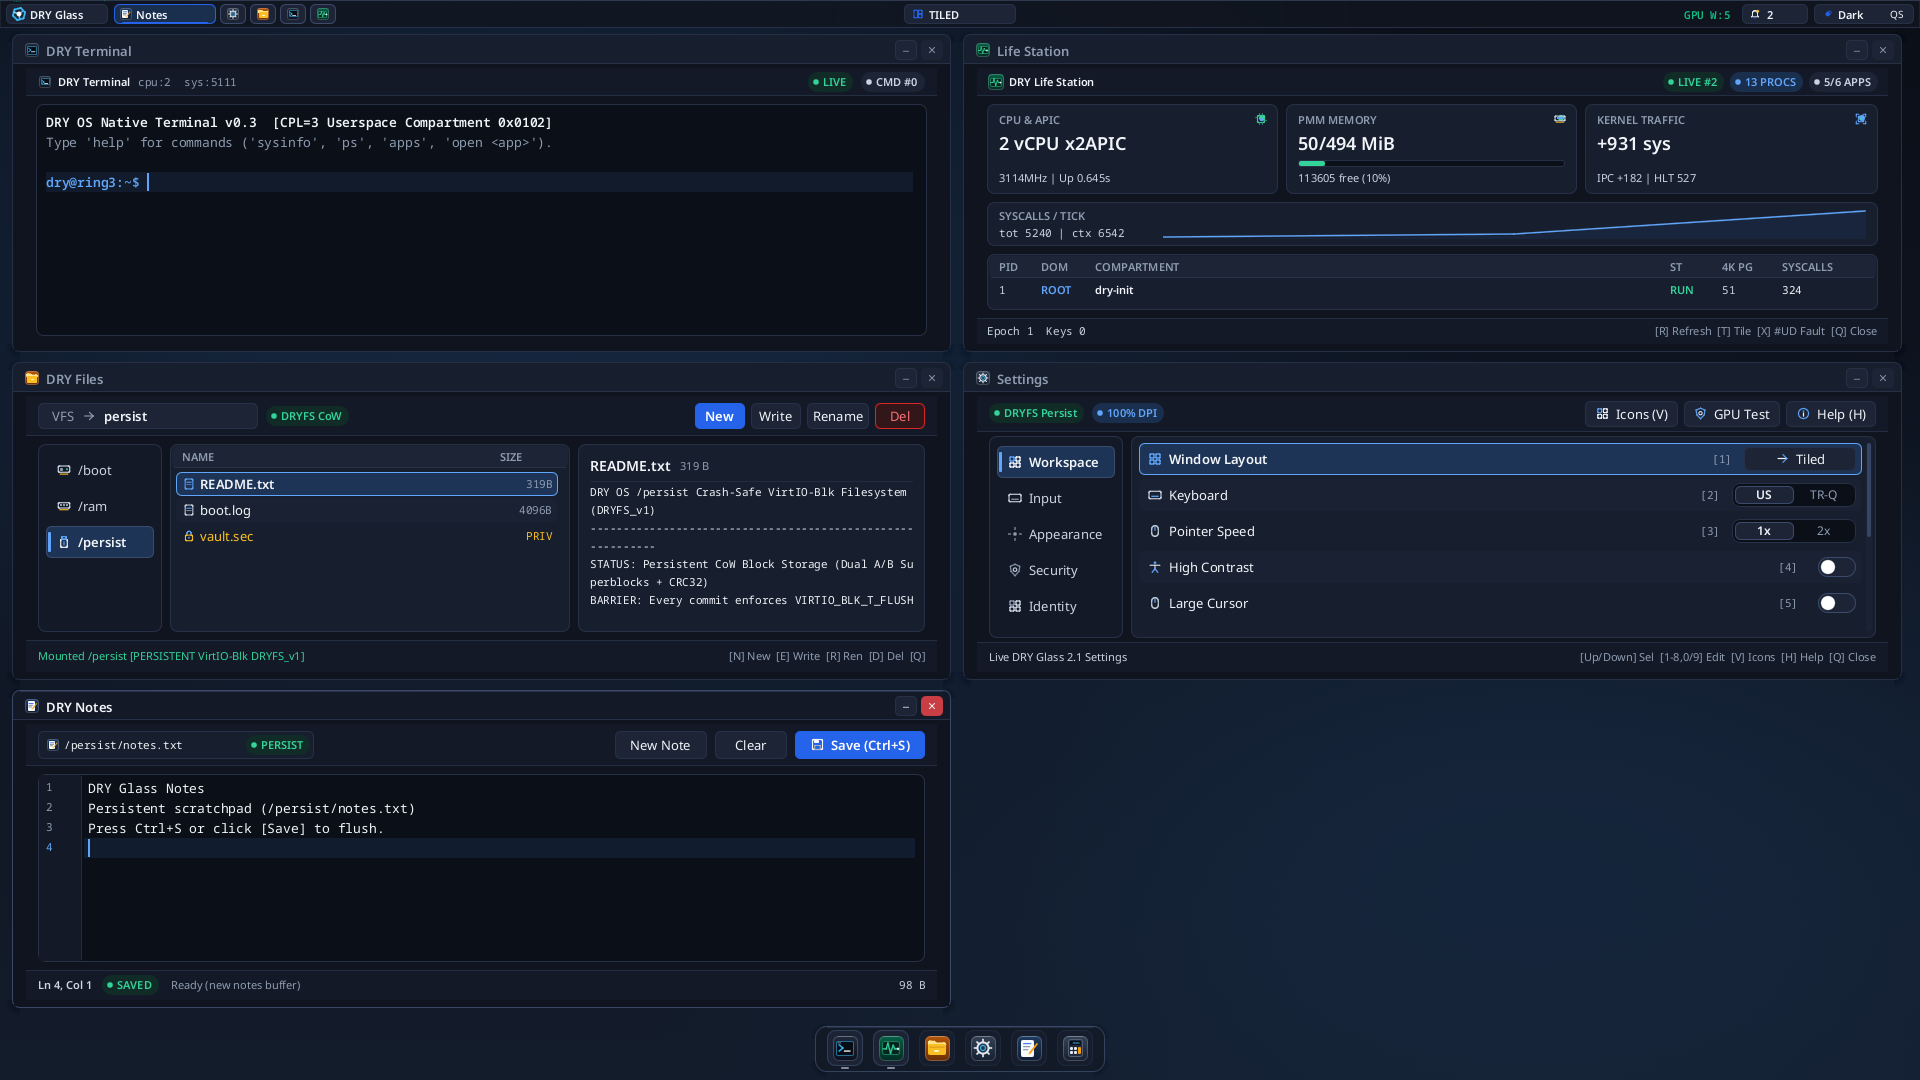 DRY Glass
Notes
TILED
GPU W:5
2
Dark
QS
DRY Terminal
DRY Terminal cpu:2 sys:5111
LIVE
CMD #0
DRY OS Native Terminal v0.3 [CPL=3 Userspace Compartment 0x0102]
Type 'help' for commands ('sysinfo', 'ps', 'apps', 'open <app>').
dry@ring3:~$
Life Station
DRY Life Station
LIVE #2
13 PROCS
5/6 APPS
CPU & APIC
2 vCPU x2APIC
3114MHz | Up 0.645s
PMM MEMORY
50/494 MiB
113605 free (10%)
KERNEL TRAFFIC
+931 sys
IPC +182 | HLT 527
SYSCALLS / TICK
tot 5240 | ctx 6542
PID DOM COMPARTMENT ST 4K PG SYSCALLS
1 ROOT dry-init RUN 51 324
Epoch 1 Keys 0
[R] Refresh [T] Tile [X] #UD Fault [Q] Close
DRY Files
VFS → persist
DRYFS CoW
New
Write
Rename
Del
/boot
/ram
/persist
NAME SIZE
README.txt 319B
boot.log 4096B
vault.sec PRIV
README.txt 319 B
DRY OS /persist Crash-Safe VirtIO-Blk Filesystem
(DRYFS_v1)
-------------------------------------------------
----------
STATUS: Persistent CoW Block Storage (Dual A/B Su
perblocks + CRC32)
BARRIER: Every commit enforces VIRTIO_BLK_T_FLUSH
Mounted /persist [PERSISTENT VirtIO-Blk DRYFS_v1]
[N] New [E] Write [R] Ren [D] Del [Q]
Settings
DRYFS Persist
100% DPI
Icons (V)
GPU Test
Help (H)
Workspace
Input
Appearance
Security
Identity
Window Layout [1] → Tiled
Keyboard [2] US TR-Q
Pointer Speed [3] 1x 2x
High Contrast [4]
Large Cursor [5]
Live DRY Glass 2.1 Settings
[Up/Down] Sel [1-8,0/9] Edit [V] Icons [H] Help [Q] Close
DRY Notes
/persist/notes.txt
PERSIST
New Note
Clear
Save (Ctrl+S)
1 DRY Glass Notes
2 Persistent scratchpad (/persist/notes.txt)
3 Press Ctrl+S or click [Save] to flush.
4
Ln 4, Col 1
SAVED
Ready (new notes buffer)
98 B